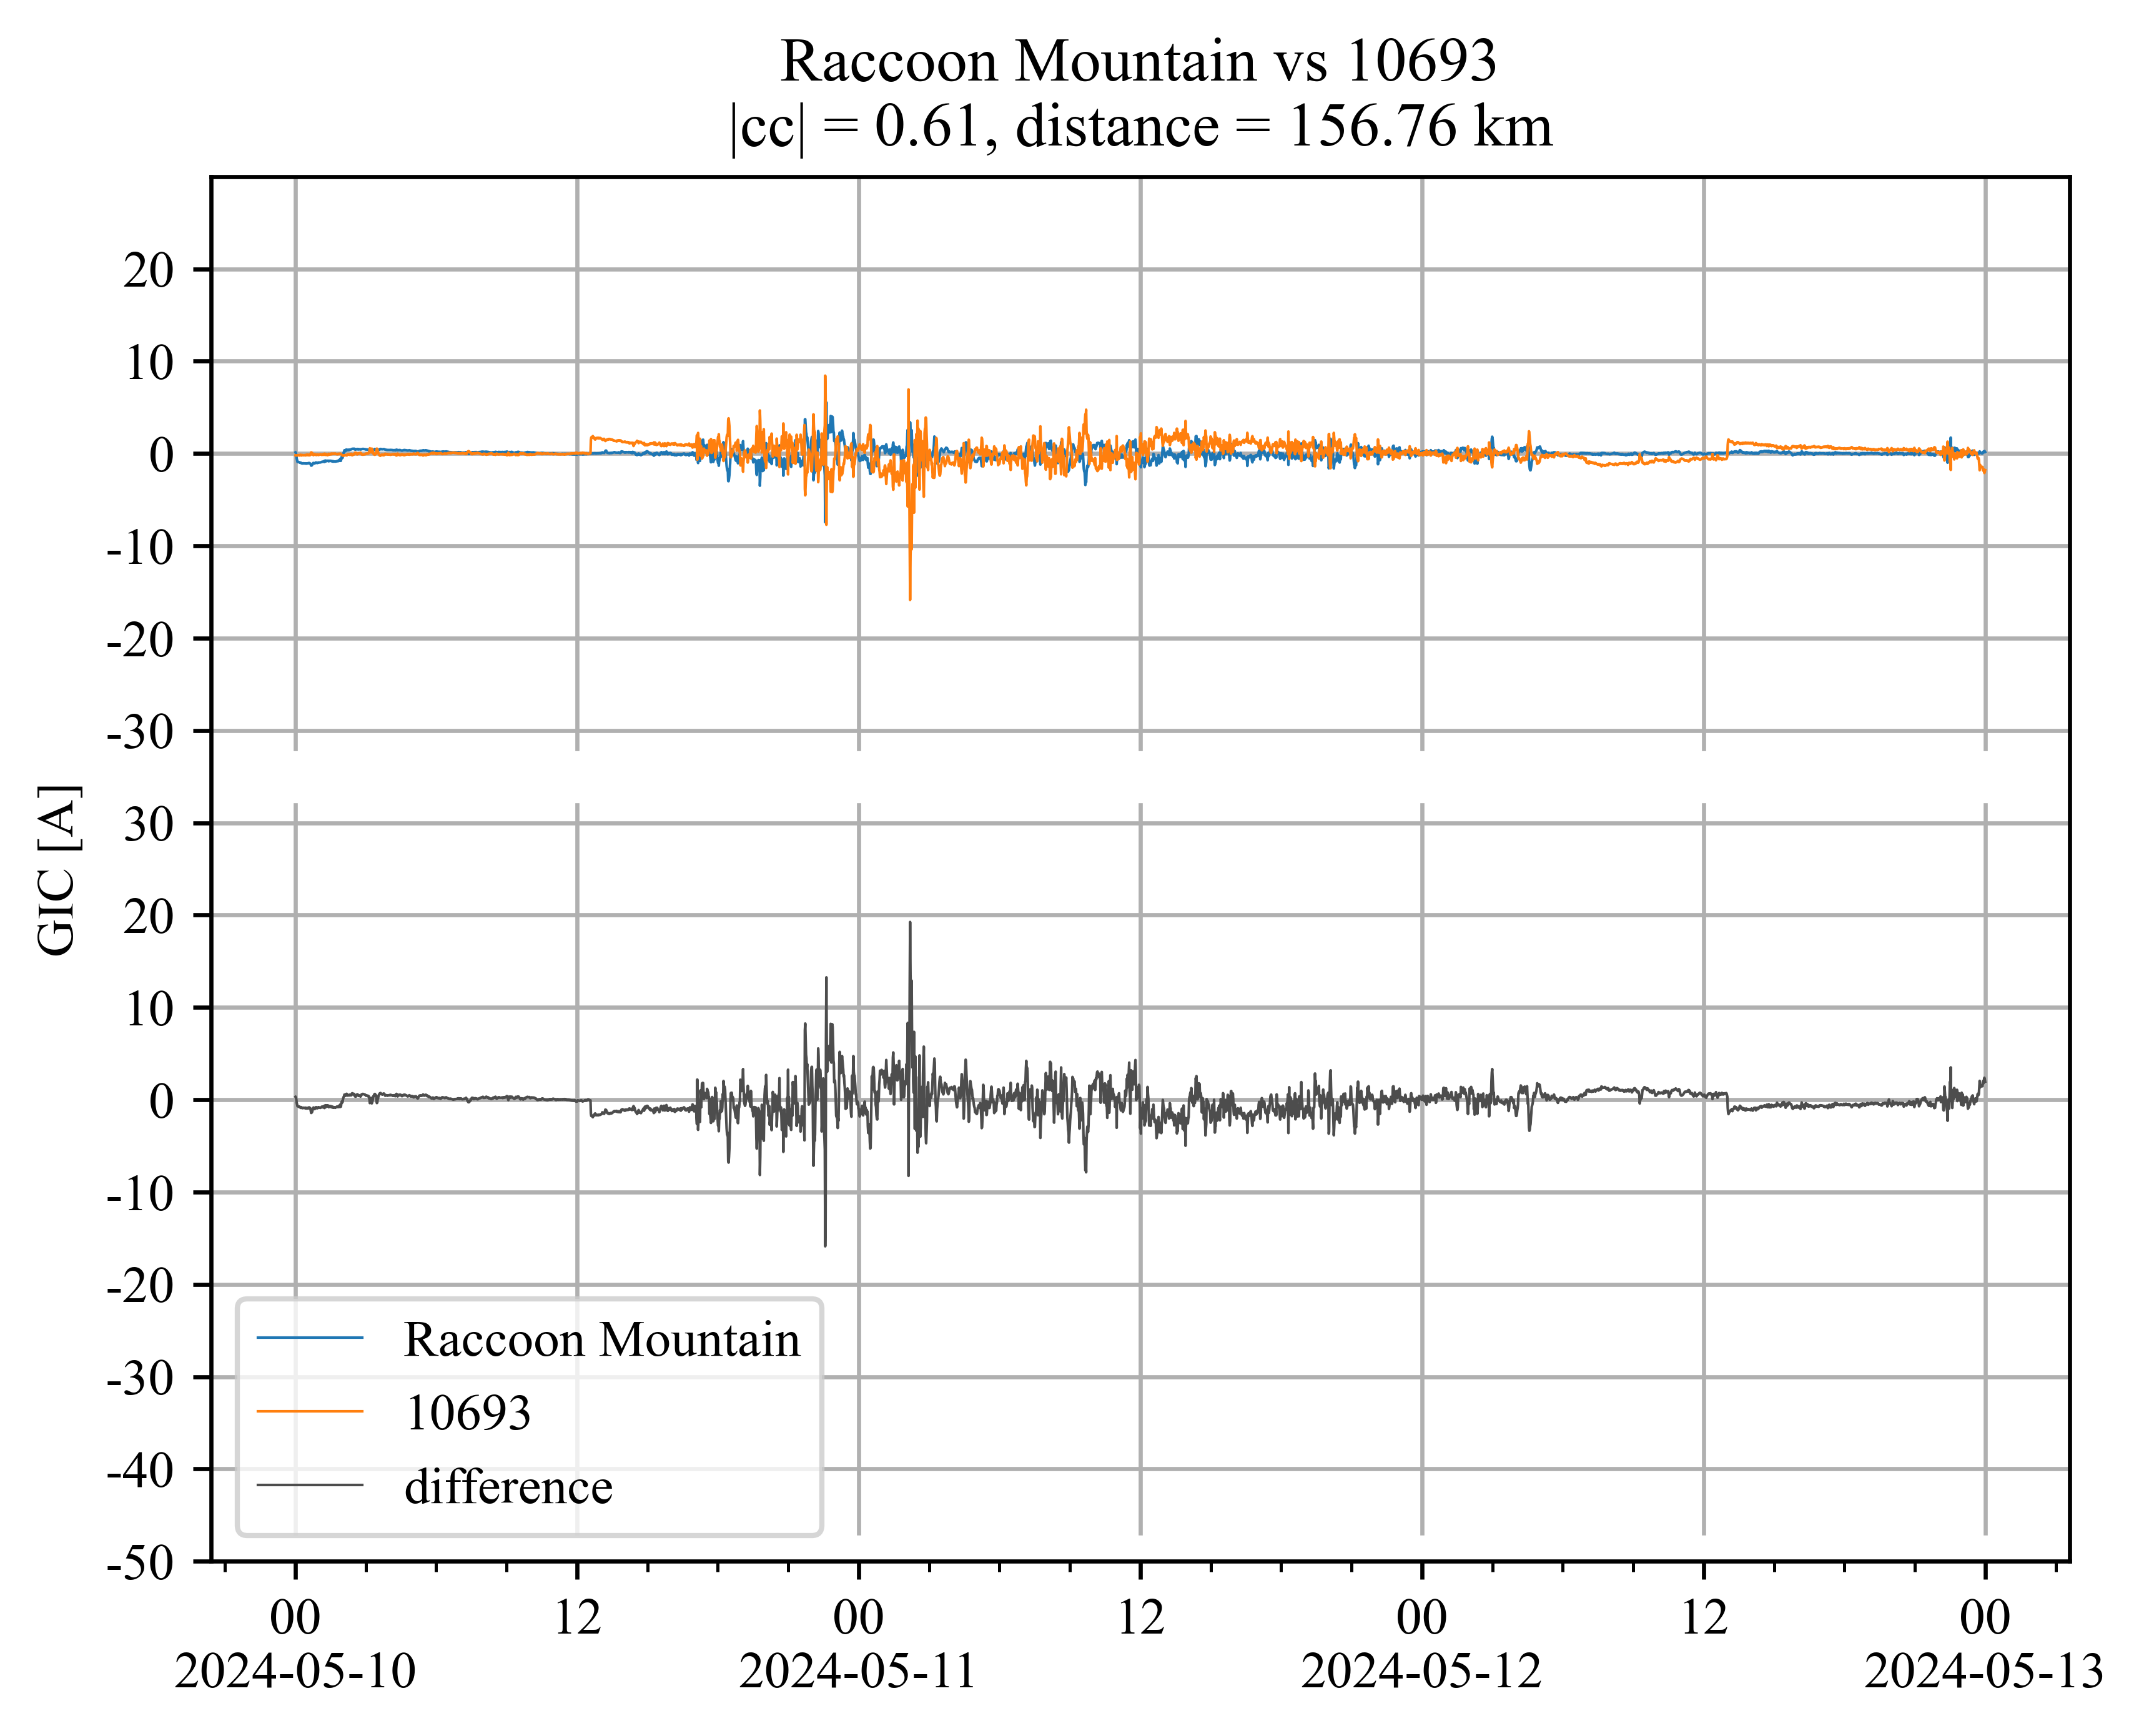 Raccoon Mountain vs 10693
|cc| = 0.61, distance = 156.76 km
20
10
0
-10
-20
-30
30
20
10
0
-10
-20
-30
-40
-50
GIC [A]
Raccoon Mountain
10693
difference
00 12 00 12 00 12 00
2024-05-10 2024-05-11 2024-05-12 2024-05-13